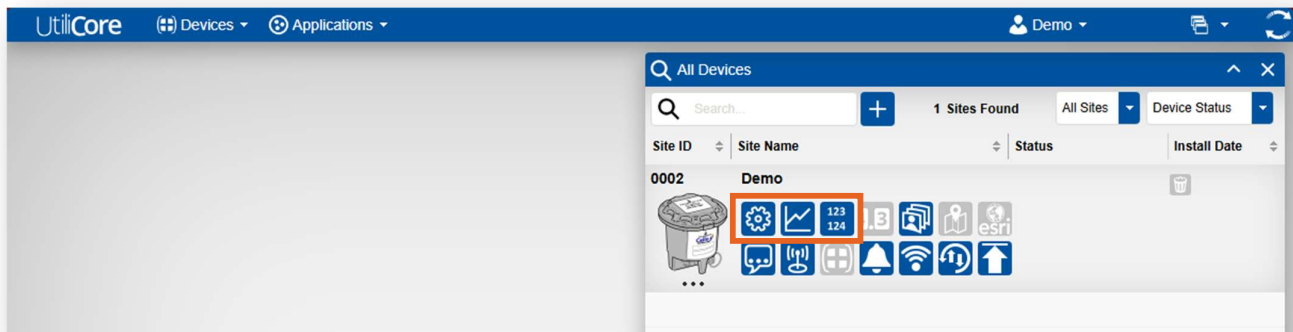 UtiliCore Devices Applications Demo
All Devices
Search... 1 Sites Found All Sites Device Status
Site ID Site Name Status Install Date
0002 Demo
123
124
esri